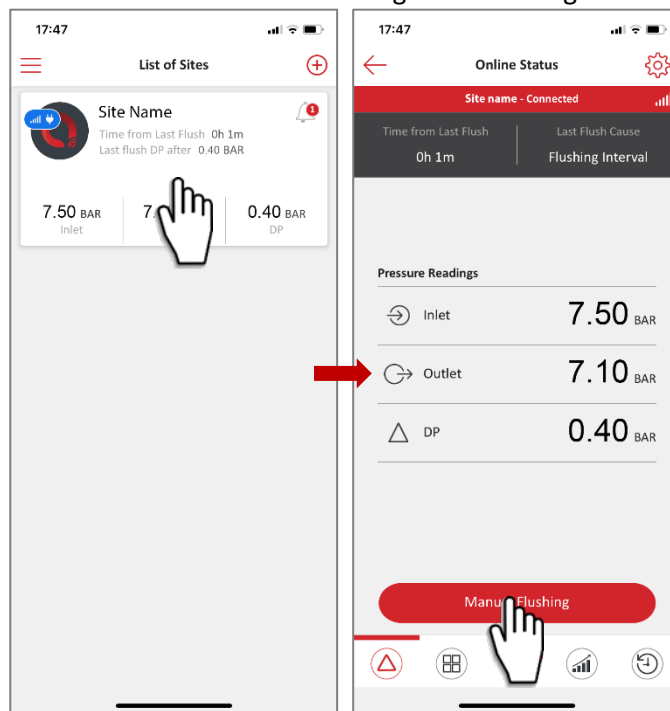 17:47
List of Sites
Site Name
1
Time from Last Flush 0h 1m
Last flush DP after 0.40 BAR
7.50 BAR
0.40 BAR
Inlet
DP
17:47
Online Status
Site name - Connected
Time from Last Flush
Last Flush Cause
0h 1m
Flushing Interval
Pressure Readings
Inlet 7.50 BAR
Outlet 7.10 BAR
DP 0.40 BAR
Flushing